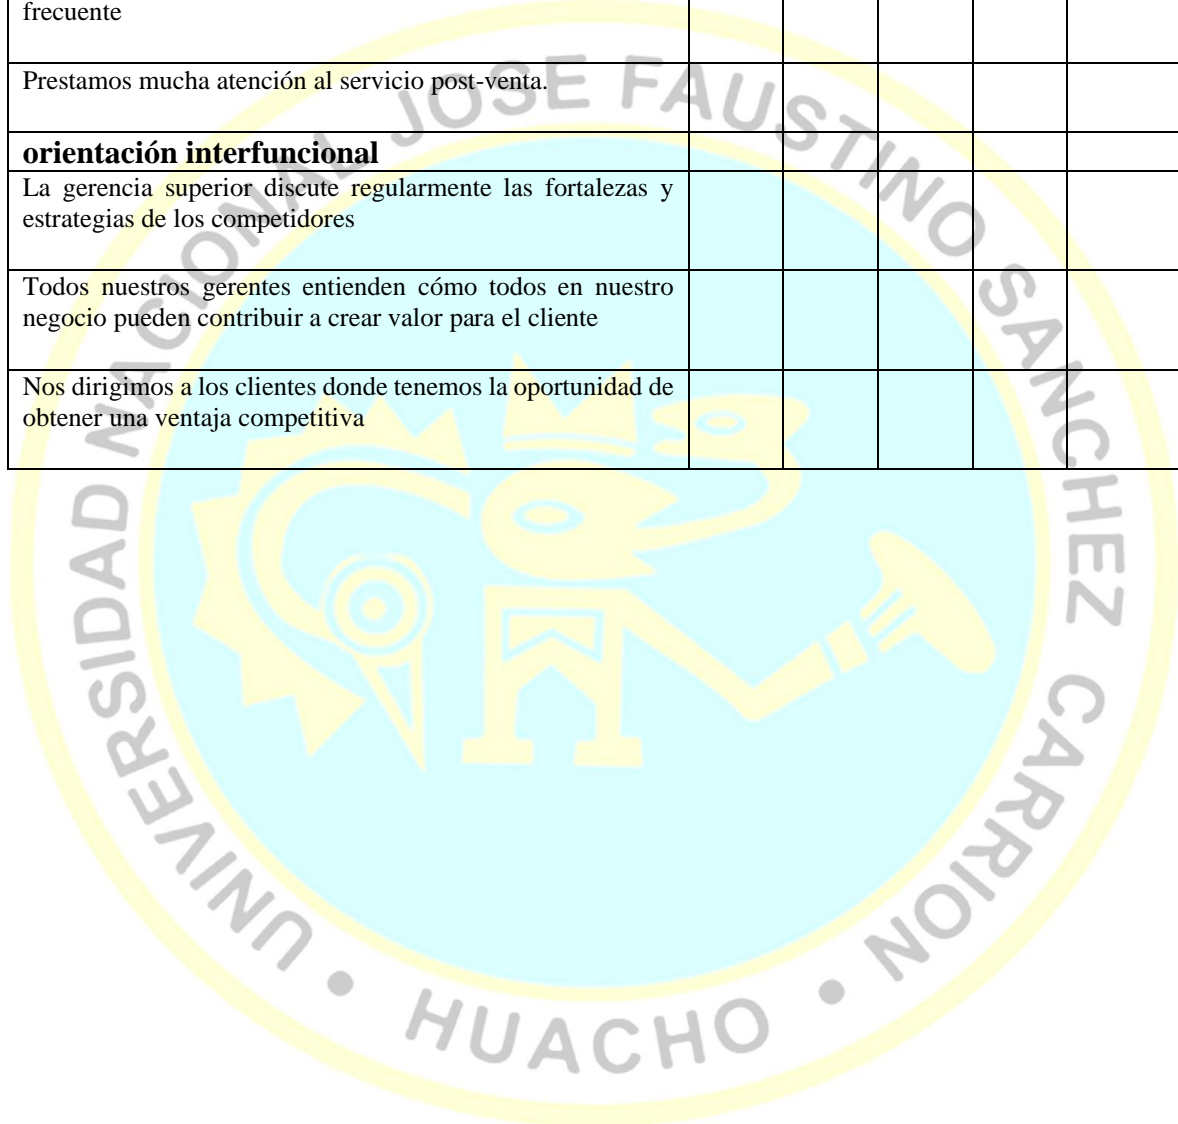 frecuente
Prestamos mucha atención al servicio post-venta.
orientación interfuncional
La gerencia superior discute regularmente las fortalezas y
estrategias de los competidores
Todos nuestros gerentes entienden cómo todos en nuestro
negocio pueden contribuir a crear valor para el cliente
Nos dirigimos a los clientes donde tenemos la oportunidad de
obtener una ventaja competitiva
UNIVERSIDAD NACIONAL JOSE FAUSTINO SANCHEZ CARRION
• HUACHO •